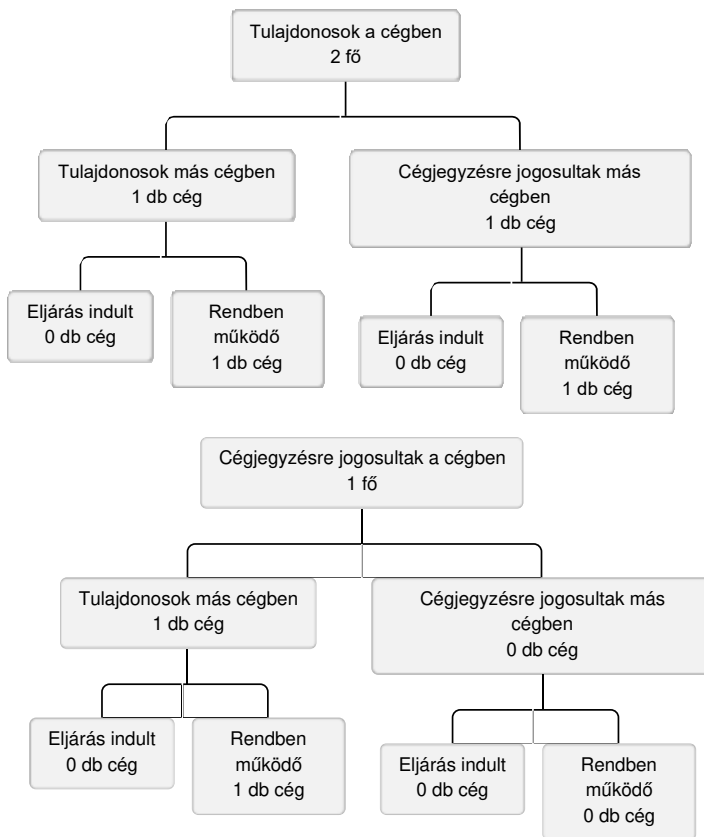 Tulajdonosok a cégben
2 fő
Tulajdonosok más cégben
1 db cég
Cégjegyzésre jogosultak más
cégben
1 db cég
Eljárás indult
0 db cég
Rendben
működő
1 db cég
Eljárás indult
0 db cég
Rendben
működő
1 db cég
Cégjegyzésre jogosultak a cégben
1 fő
Tulajdonosok más cégben
1 db cég
Cégjegyzésre jogosultak más
cégben
0 db cég
Eljárás indult
0 db cég
Rendben
működő
1 db cég
Eljárás indult
0 db cég
Rendben
működő
0 db cég